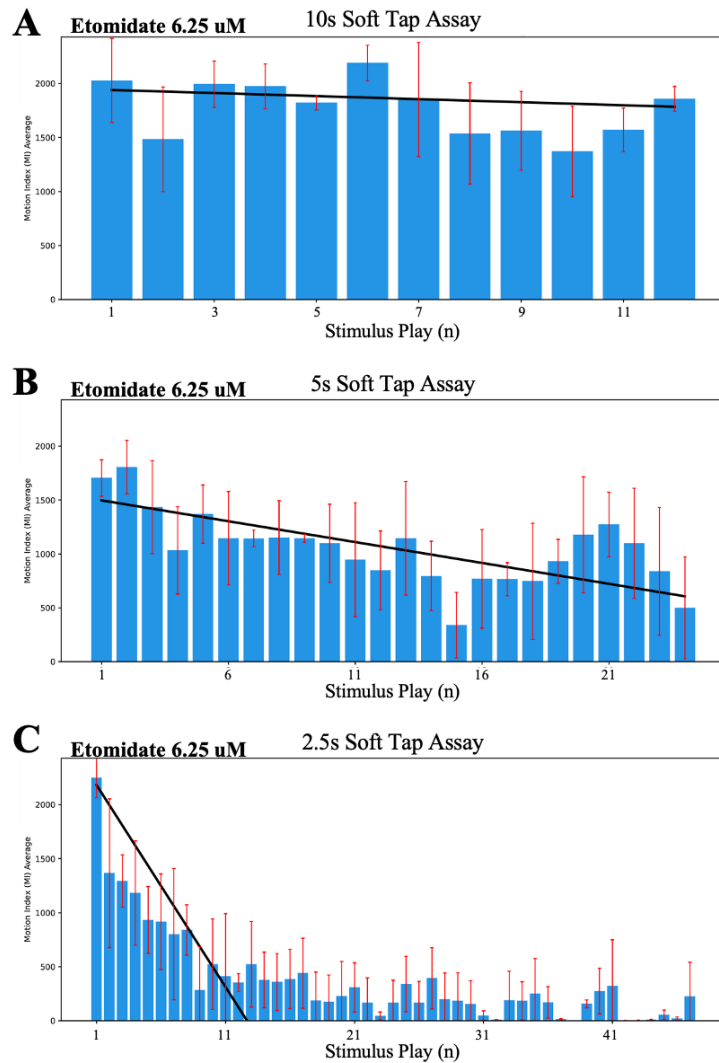 A
Etomidate 6.25 uM
10s Soft Tap Assay
Motion Index (MI) Average
2000
1500
1000
500
0
1 3 5 7 9 11
Stimulus Play (n)
B
Etomidate 6.25 uM
5s Soft Tap Assay
Motion Index (MI) Average
2000
1500
1000
500
0
1 6 11 16 21
Stimulus Play (n)
C
Etomidate 6.25 uM
2.5s Soft Tap Assay
Motion Index (MI) Average
2000
1500
1000
500
0
1 11 21 31 41
Stimulus Play (n)